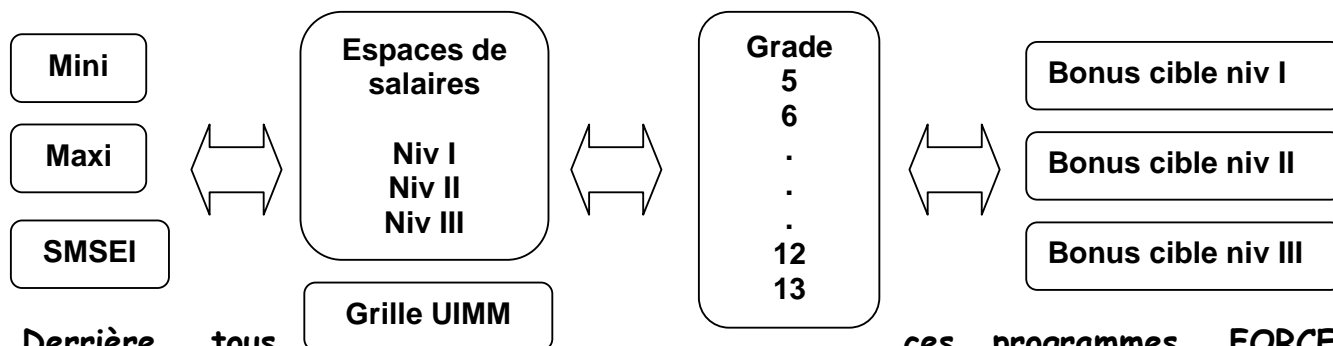 Mini
Maxi
SMSEI
Espaces de
salaires
Niv I
Niv II
Niv III
Grille UIMM
Grade
5
6
.
.
.
12
13
Bonus cible niv I
Bonus cible niv II
Bonus cible niv III
Derrière tous ces programmes FORCE